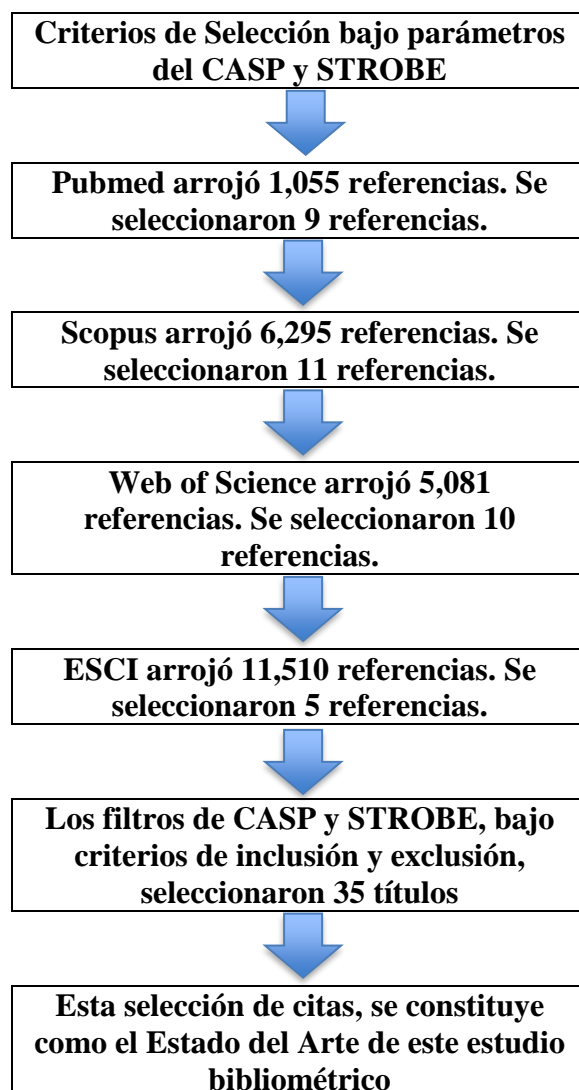 Criterios de Selección bajo parámetros
del CASP y STROBE
Pubmed arrojó 1,055 referencias. Se
seleccionaron 9 referencias.
Scopus arrojó 6,295 referencias. Se
seleccionaron 11 referencias.
Web of Science arrojó 5,081
referencias. Se seleccionaron 10
referencias.
ESCI arrojó 11,510 referencias. Se
seleccionaron 5 referencias.
Los filtros de CASP y STROBE, bajo
criterios de inclusión y exclusión,
seleccionaron 35 títulos
Esta selección de citas, se constituye
como el Estado del Arte de este estudio
bibliométrico